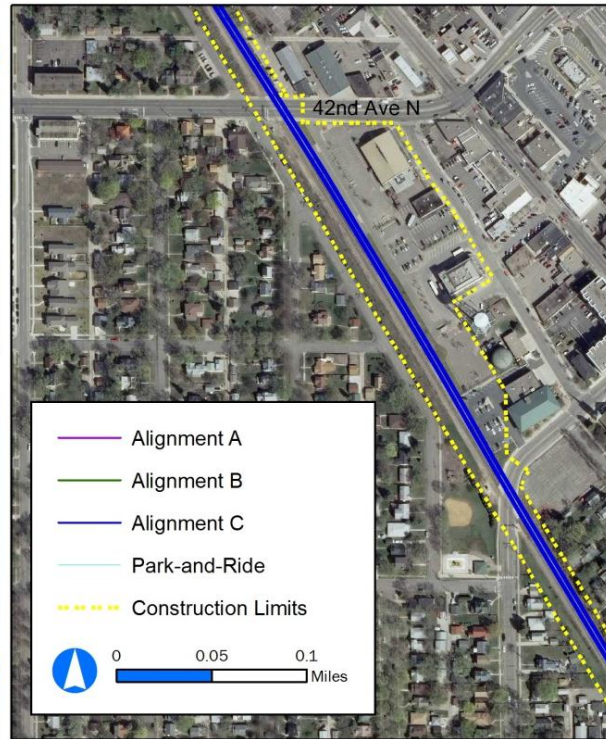 42nd Ave N
Alignment A
Alignment B
Alignment C
Park-and-Ride
Construction Limits
0 0.05 0.1
Miles